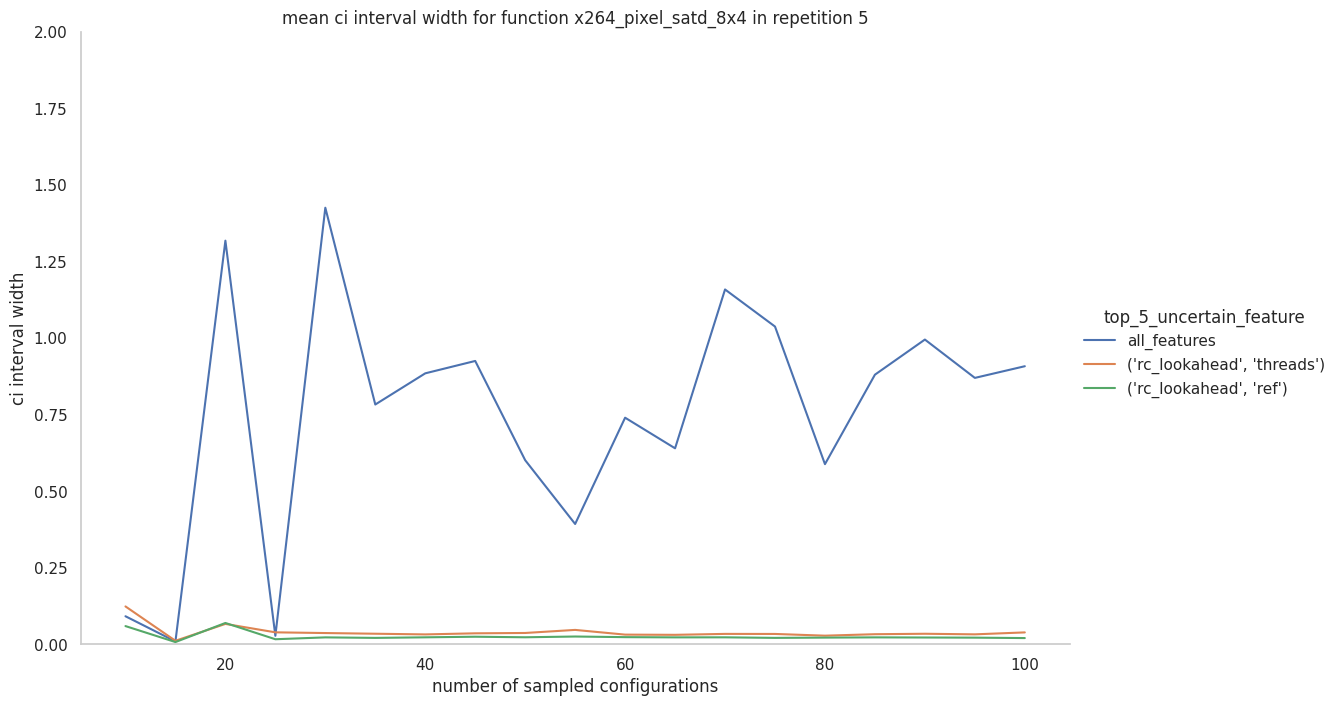 mean ci interval width for function x264_pixel_satd_8x4 in repetition 5
2.00
1.75
1.50
1.25
1.00
0.75
0.50
0.25
0.00
ci interval width
20
40
60
80
100
number of sampled configurations
top_5_uncertain_feature
all_features
('rc_lookahead', 'threads')
('rc_lookahead', 'ref')